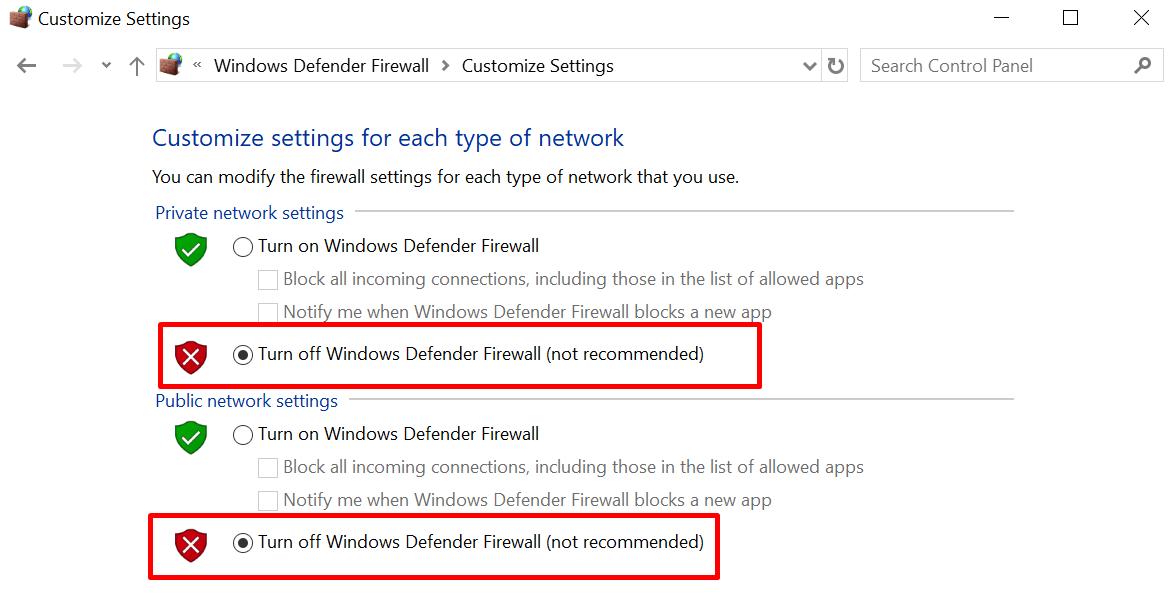 Customize Settings
« Windows Defender Firewall > Customize Settings
Search Control Panel
Customize settings for each type of network
You can modify the firewall settings for each type of network that you use.
Private network settings
Turn on Windows Defender Firewall
Block all incoming connections, including those in the list of allowed apps
Notify me when Windows Defender Firewall blocks a new app
Turn off Windows Defender Firewall (not recommended)
Public network settings
Turn on Windows Defender Firewall
Block all incoming connections, including those in the list of allowed apps
Notify me when Windows Defender Firewall blocks a new app
Turn off Windows Defender Firewall (not recommended)